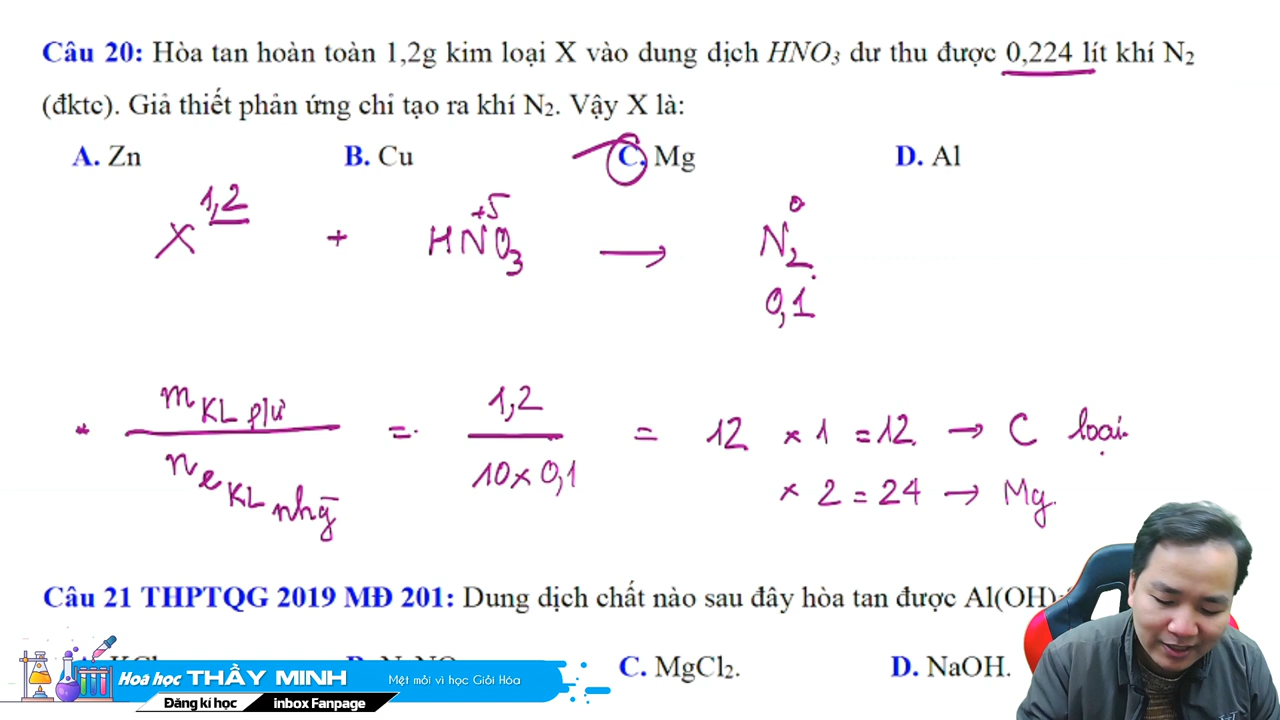 Câu 20: Hòa tan hoàn toàn 1,2g kim loại X vào dung dịch HNO₃ dư thu được 0,224 lít khí N₂
(đktc). Giả thiết phản ứng chỉ tạo ra khí N₂. Vậy X là:
A. Zn B. Cu C. Mg D. Al
1,2 +5 0
X + HNO₃ → N₂
0,1
* m KL p/ư / n e KL nhg̃ = 1,2 / 10×0,1 = 12 × 1 = 12 → C loại
× 2 = 24 → Mg.
Câu 21 THPTQG 2019 MĐ 201: Dung dịch chất nào sau đây hòa tan được Al(OH)
C. MgCl₂. D. NaOH.
Hoá học THẦY MINH
Mệt mỏi vì học Giỏi Hóa
Đăng kí học inbox Fanpage